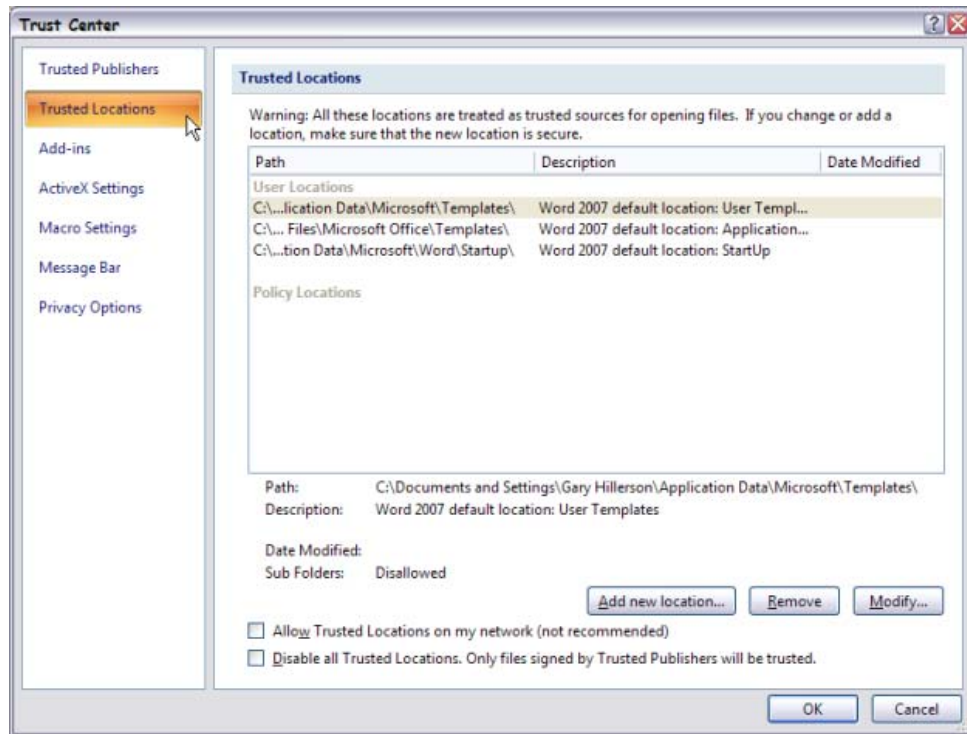 Trust Center
Trusted Publishers
Trusted Locations
Add-ins
ActiveX Settings
Macro Settings
Message Bar
Privacy Options
Trusted Locations
Warning: All these locations are treated as trusted sources for opening files. If you change or add a
location, make sure that the new location is secure.
Path Description Date Modified
User Locations
C:\...lication Data\Microsoft\Templates\ Word 2007 default location: User Templ...
C:\... Files\Microsoft Office\Templates\ Word 2007 default location: Application...
C:\...tion Data\Microsoft\Word\Startup\ Word 2007 default location: StartUp
Policy Locations
Path: C:\Documents and Settings\Gary Hillerson\Application Data\Microsoft\Templates\
Description: Word 2007 default location: User Templates
Date Modified:
Sub Folders: Disallowed
Add new location... Remove Modify...
Allow Trusted Locations on my network (not recommended)
Disable all Trusted Locations. Only files signed by Trusted Publishers will be trusted.
OK Cancel